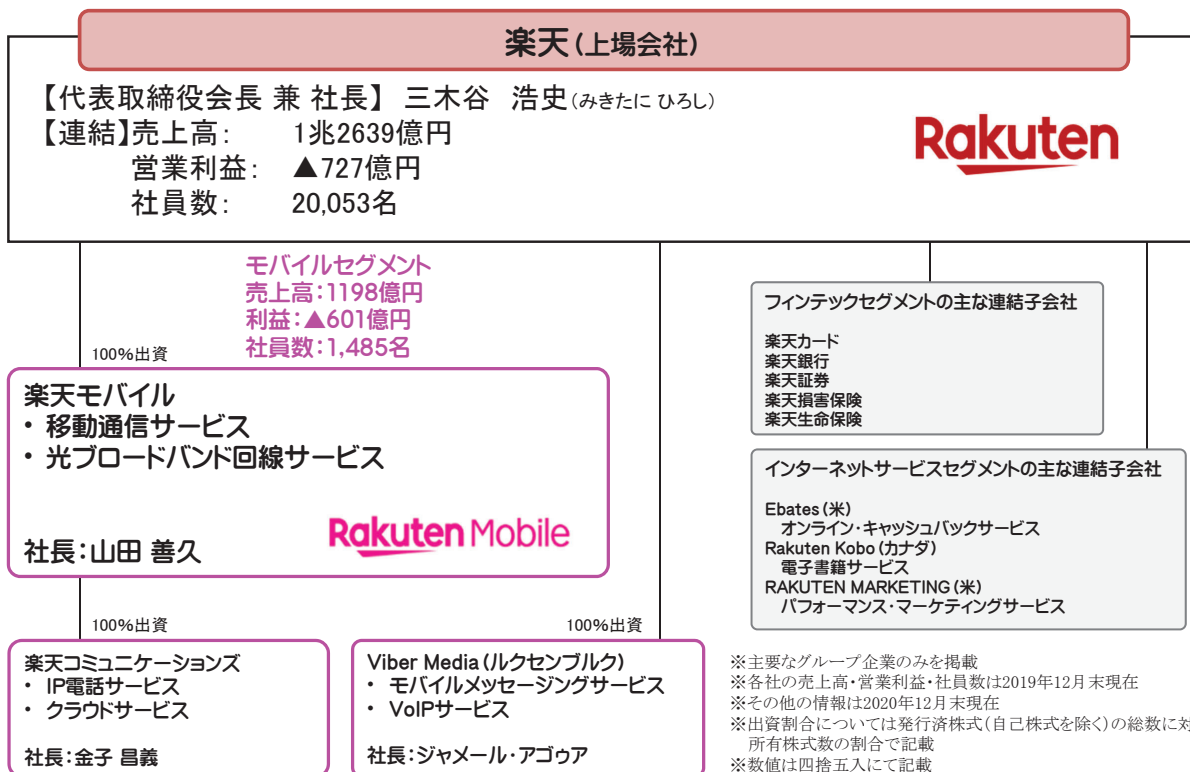 楽天(上場会社)
【代表取締役会長 兼 社長】 三木谷 浩史(みきたに ひろし)
【連結】売上高: 1兆2639億円
営業利益: ▲727億円
社員数: 20,053名
Rakuten
モバイルセグメント
売上高:1198億円
利益:▲601億円
社員数:1,485名
100%出資
楽天モバイル
・ 移動通信サービス
・ 光ブロードバンド回線サービス
社長:山田 善久
Rakuten Mobile
フィンテックセグメントの主な連結子会社
楽天カード
楽天銀行
楽天証券
楽天損害保険
楽天生命保険
インターネットサービスセグメントの主な連結子会社
Ebates(米)
オンライン・キャッシュバックサービス
Rakuten Kobo(カナダ)
電子書籍サービス
RAKUTEN MARKETING(米)
パフォーマンス・マーケティングサービス
100%出資
楽天コミュニケーションズ
・ IP電話サービス
・ クラウドサービス
社長:金子 昌義
100%出資
Viber Media(ルクセンブルク)
・ モバイルメッセージングサービス
・ VoIPサービス
社長:ジャメール・アゴゥア
※主要なグループ企業のみを掲載
※各社の売上高・営業利益・社員数は2019年12月末現在
※その他の情報は2020年12月末現在
※出資割合については発行済株式(自己株式を除く)の総数に対
所有株式数の割合で記載
※数値は四捨五入にて記載